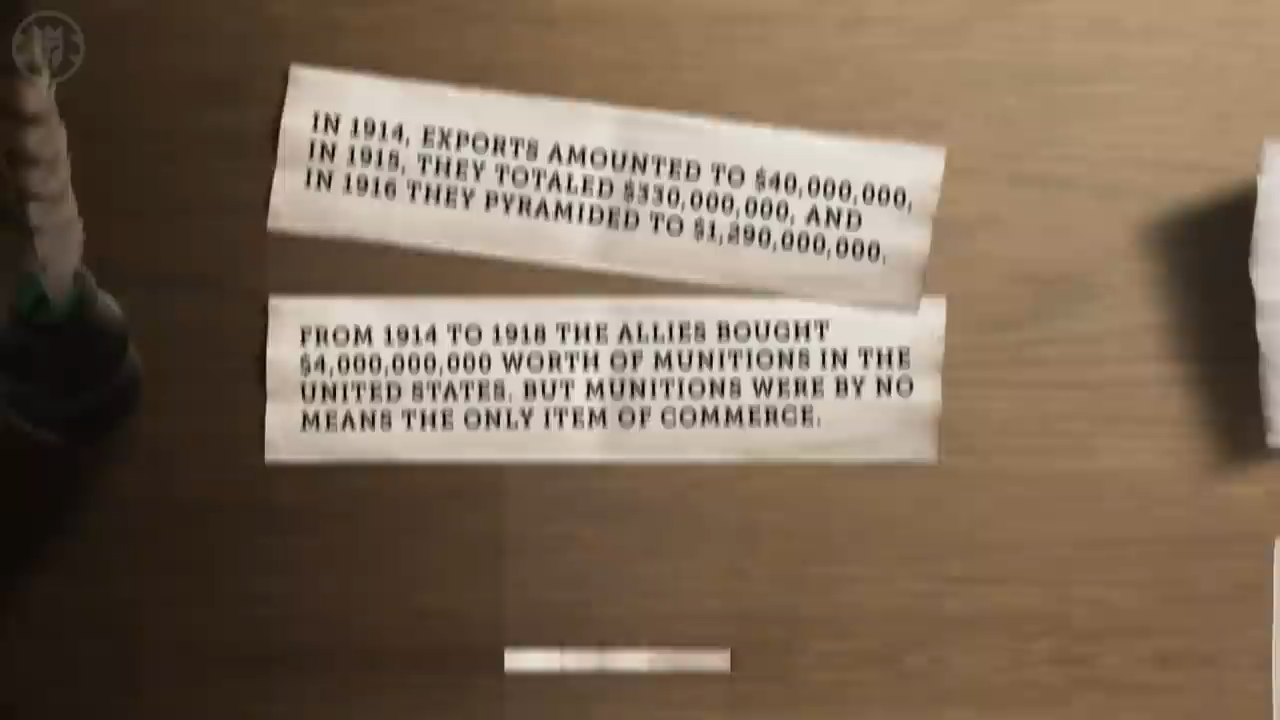 IN 1914, EXPORTS AMOUNTED TO $40,000,000,
IN 1915, THEY TOTALED $330,000,000, AND
IN 1916 THEY PYRAMIDED TO $1,290,000,000.
FROM 1914 TO 1918 THE ALLIES BOUGHT
$4,000,000,000 WORTH OF MUNITIONS IN THE
UNITED STATES, BUT MUNITIONS WERE BY NO
MEANS THE ONLY ITEM OF COMMERCE.